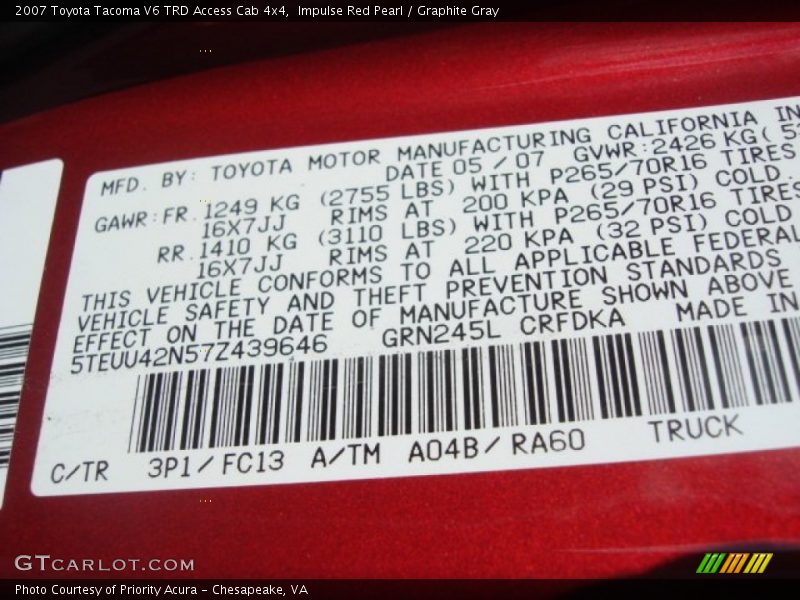 2007 Toyota Tacoma V6 TRD Access Cab 4x4,  Impulse Red Pearl / Graphite Gray
MFD. BY: TOYOTA MOTOR MANUFACTURING CALIFORNIA IN
DATE 05 / 07 GVWR:2426 KG(
GAWR:FR.1249 KG (2755 LBS) WITH P265/70R16 TIRES
16X7JJ RIMS AT 200 KPA (29 PSI) COLD.
RR.1410 KG (3110 LBS) WITH P265/70R16 TIRES
16X7JJ RIMS AT 220 KPA (32 PSI) COLD
THIS VEHICLE CONFORMS TO ALL APPLICABLE FEDERAL
VEHICLE SAFETY AND THEFT PREVENTION STANDARDS
EFFECT ON THE DATE OF MANUFACTURE SHOWN ABOVE
5TEUU42N57Z439646 GRN245L CRFDKA MADE IN
C/TR 3P1/FC13 A/TM A04B/RA60 TRUCK
GTCARLOT.COM
Photo Courtesy of Priority Acura - Chesapeake, VA